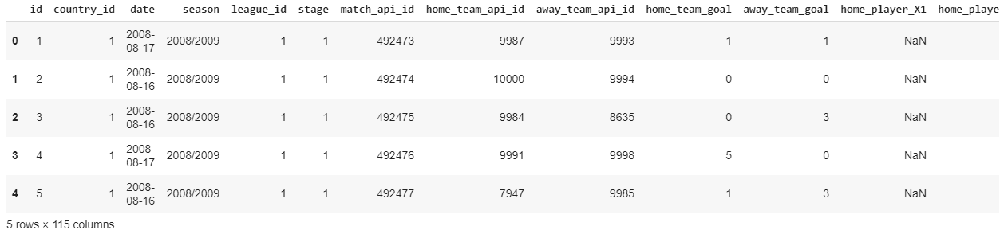 id country_id date season league_id stage match_api_id home_team_api_id away_team_api_id home_team_goal away_team_goal home_player_X1 home_playe
0 1 1 2008-08-17 2008/2009 1 1 492473 9987 9993 1 1 NaN
1 2 1 2008-08-16 2008/2009 1 1 492474 10000 9994 0 0 NaN
2 3 1 2008-08-16 2008/2009 1 1 492475 9984 8635 0 3 NaN
3 4 1 2008-08-17 2008/2009 1 1 492476 9991 9998 5 0 NaN
4 5 1 2008-08-16 2008/2009 1 1 492477 7947 9985 1 3 NaN
5 rows × 115 columns